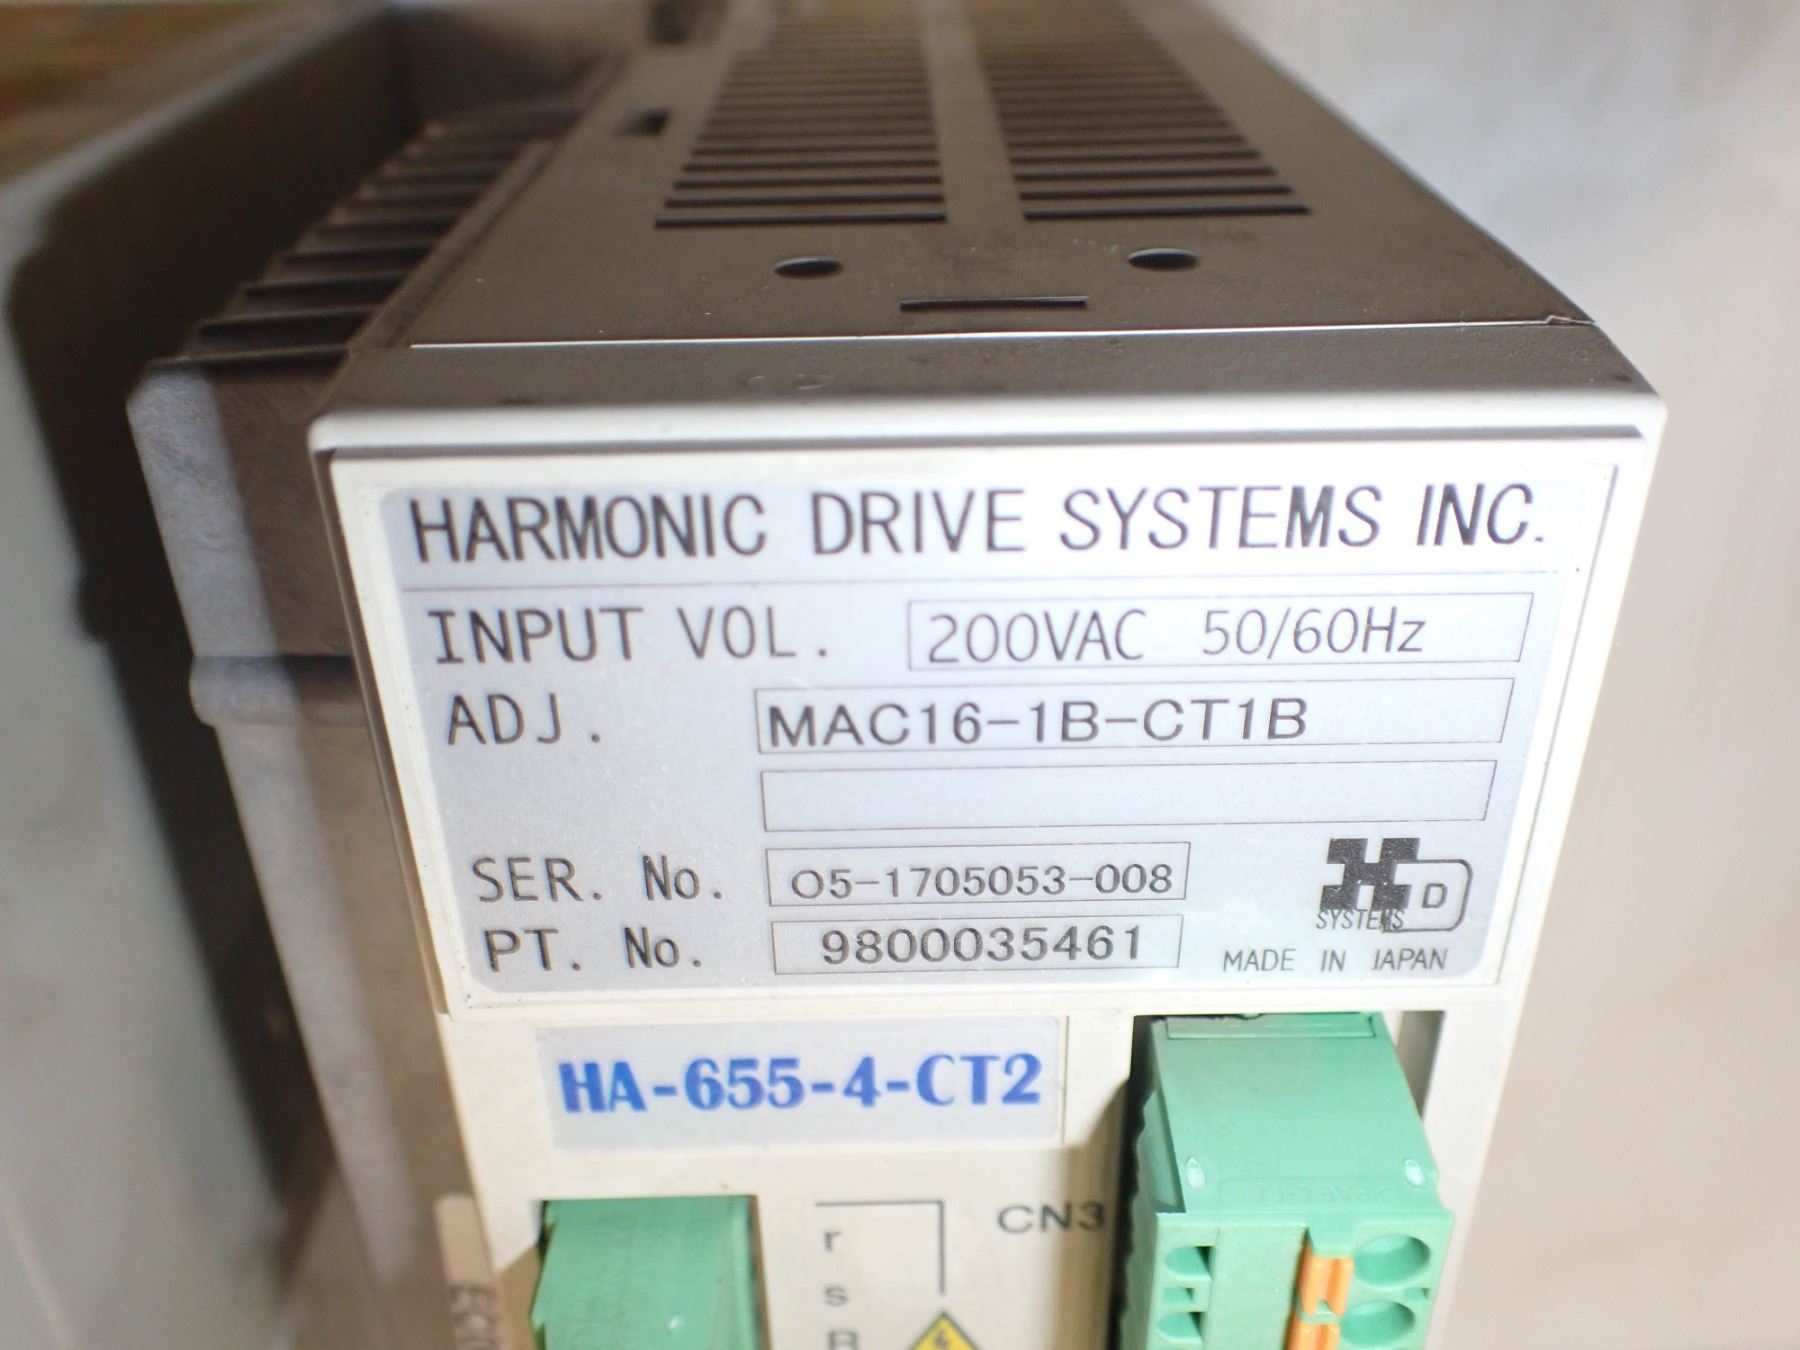 HARMONIC DRIVE SYSTEMS INC.
INPUT VOL. 200VAC 50/60Hz
ADJ. MAC16-1B-CT1B
SER. No. 05-1705053-008
HD
SYSTEMS
PT. No. 9800035461
MADE IN JAPAN
HA-655-4-CT2
CN3
r
s
R